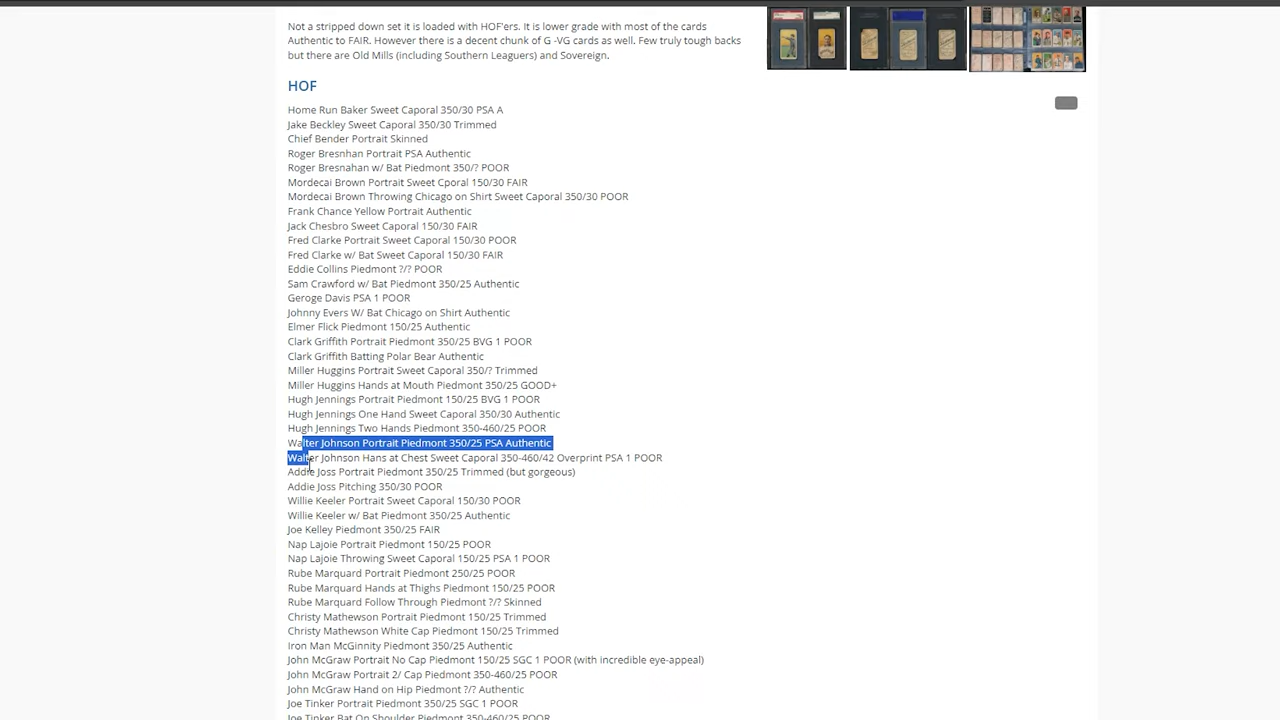 Not a stripped down set it is loaded with HOF'ers. It is lower grade with most of the cards
Authentic to FAIR. However there is a decent chunk of G -VG cards as well. Few truly tough backs
but there are Old Mills (including Southern Leaguers) and Sovereign.
HOF
Home Run Baker Sweet Caporal 350/30 PSA A
Jake Beckley Sweet Caporal 350/30 Trimmed
Chief Bender Portrait Skinned
Roger Bresnhan Portrait PSA Authentic
Roger Bresnahan w/ Bat Piedmont 350/? POOR
Mordecai Brown Portrait Sweet Cporal 150/30 FAIR
Mordecai Brown Throwing Chicago on Shirt Sweet Caporal 350/30 POOR
Frank Chance Yellow Portrait Authentic
Jack Chesbro Sweet Caporal 150/30 FAIR
Fred Clarke Portrait Sweet Caporal 150/30 POOR
Fred Clarke w/ Bat Sweet Caporal 150/30 FAIR
Eddie Collins Piedmont ?/? POOR
Sam Crawford w/ Bat Piedmont 350/25 Authentic
Geroge Davis PSA 1 POOR
Johnny Evers W/ Bat Chicago on Shirt Authentic
Elmer Flick Piedmont 150/25 Authentic
Clark Griffith Portrait Piedmont 350/25 BVG 1 POOR
Clark Griffith Batting Polar Bear Authentic
Miller Huggins Portrait Sweet Caporal 350/? Trimmed
Miller Huggins Hands at Mouth Piedmont 350/25 GOOD+
Hugh Jennings Portrait Piedmont 150/25 BVG 1 POOR
Hugh Jennings One Hand Sweet Caporal 350/30 Authentic
Hugh Jennings Two Hands Piedmont 350-460/25 POOR
Walter Johnson Portrait Piedmont 350/25 PSA Authentic
Walter Johnson Hans at Chest Sweet Caporal 350-460/42 Overprint PSA 1 POOR
Addie Joss Portrait Piedmont 350/25 Trimmed (but gorgeous)
Addie Joss Pitching 350/30 POOR
Willie Keeler Portrait Sweet Caporal 150/30 POOR
Willie Keeler w/ Bat Piedmont 350/25 Authentic
Joe Kelley Piedmont 350/25 FAIR
Nap Lajoie Portrait Piedmont 150/25 POOR
Nap Lajoie Throwing Sweet Caporal 150/25 PSA 1 POOR
Rube Marquard Portrait Piedmont 250/25 POOR
Rube Marquard Hands at Thighs Piedmont 150/25 POOR
Rube Marquard Follow Through Piedmont ?/? Skinned
Christy Mathewson Portrait Piedmont 150/25 Trimmed
Christy Mathewson White Cap Piedmont 150/25 Trimmed
Iron Man McGinnity Piedmont 350/25 Authentic
John McGraw Portrait No Cap Piedmont 150/25 SGC 1 POOR (with incredible eye-appeal)
John McGraw Portrait 2/ Cap Piedmont 350-460/25 POOR
John McGraw Hand on Hip Piedmont ?/? Authentic
Joe Tinker Portrait Piedmont 350/25 SGC 1 POOR
Joe Tinker Bat On Shoulder Piedmont 350-460/25 POOR